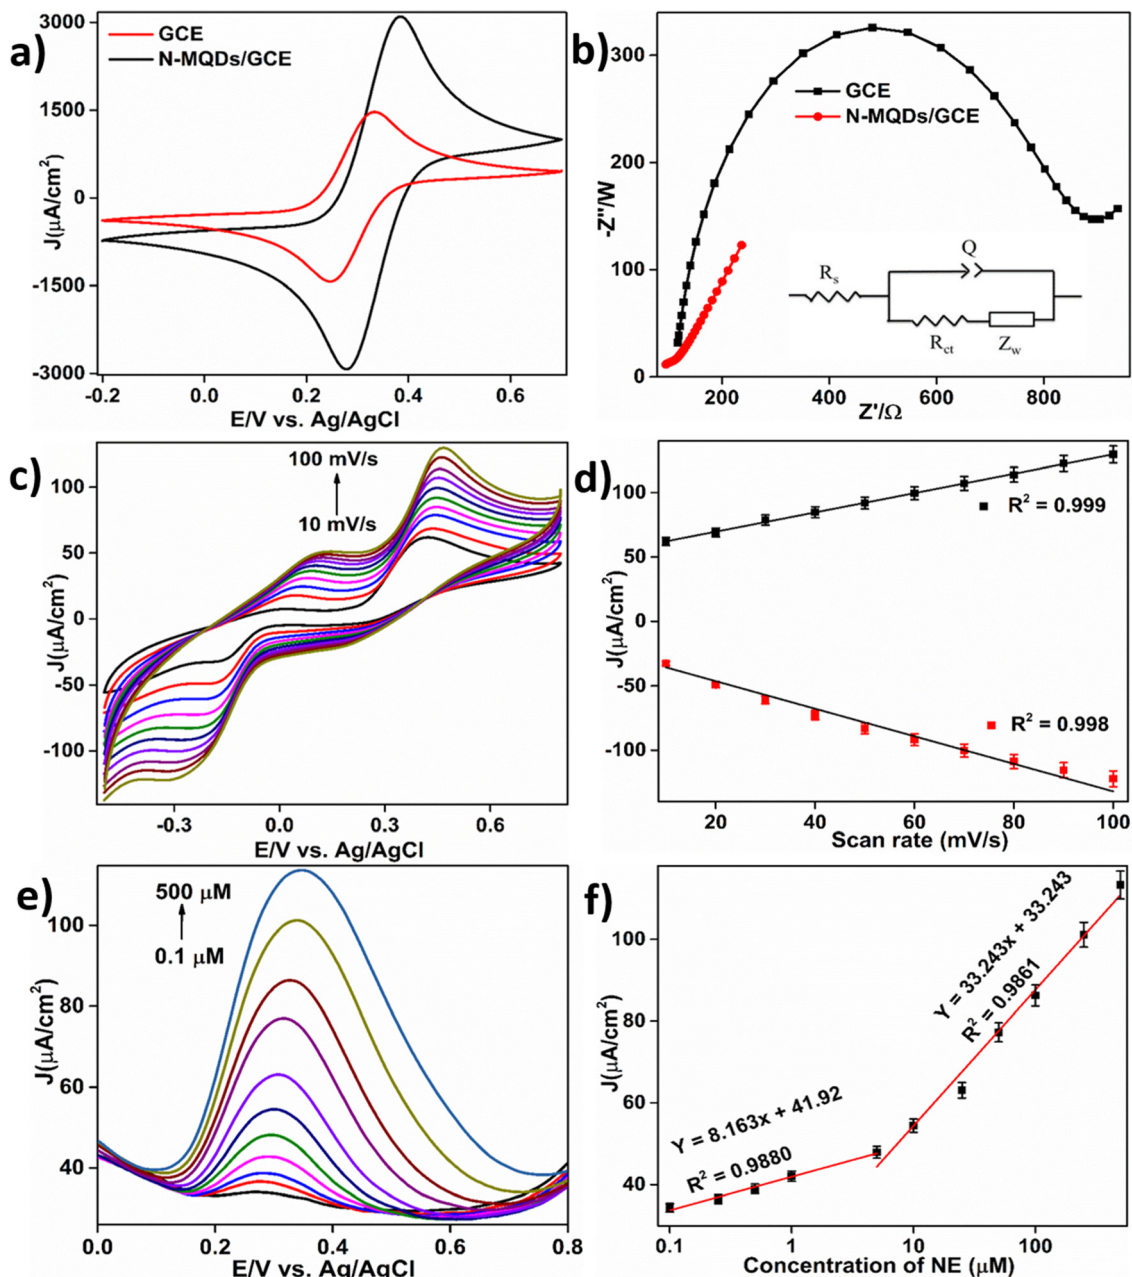 a)
GCE
N-MQDs/GCE
3000
1500
0
-1500
-3000
J(µA/cm²)
-0.2 0.0 0.2 0.4 0.6
E/V vs. Ag/AgCl
b)
GCE
N-MQDs/GCE
300
200
100
0
-Z''/W
Rs
Q
Rct
Zw
200 400 600 800
Z'/Ω
c)
100 mV/s
10 mV/s
100
50
0
-50
-100
J(µA/cm²)
-0.3 0.0 0.3 0.6
E/V vs. Ag/AgCl
d)
R² = 0.999
R² = 0.998
100
50
0
-50
-100
J(µA/cm²)
20 40 60 80 100
Scan rate (mV/s)
e)
500 µM
0.1 µM
100
80
60
40
J(µA/cm²)
0.0 0.2 0.4 0.6 0.8
E/V vs. Ag/AgCl
f)
Y = 33.243x + 33.243
R² = 0.9861
Y = 8.163x + 41.92
R² = 0.9880
100
80
60
40
J(µA/cm²)
0.1 1 10 100
Concentration of NE (µM)